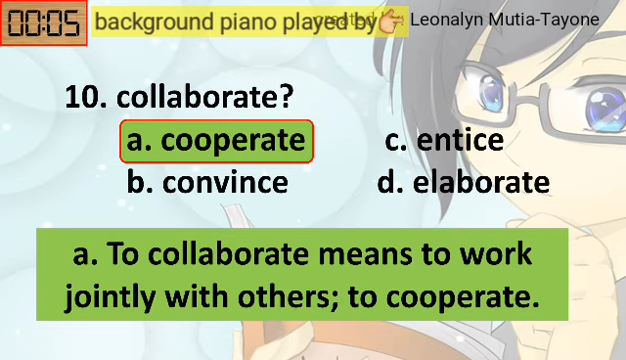 00:05 background piano played by Leonalyn Mutia-Tayone
10. collaborate?
a. cooperate c. entice
b. convince d. elaborate
a. To collaborate means to work
jointly with others; to cooperate.